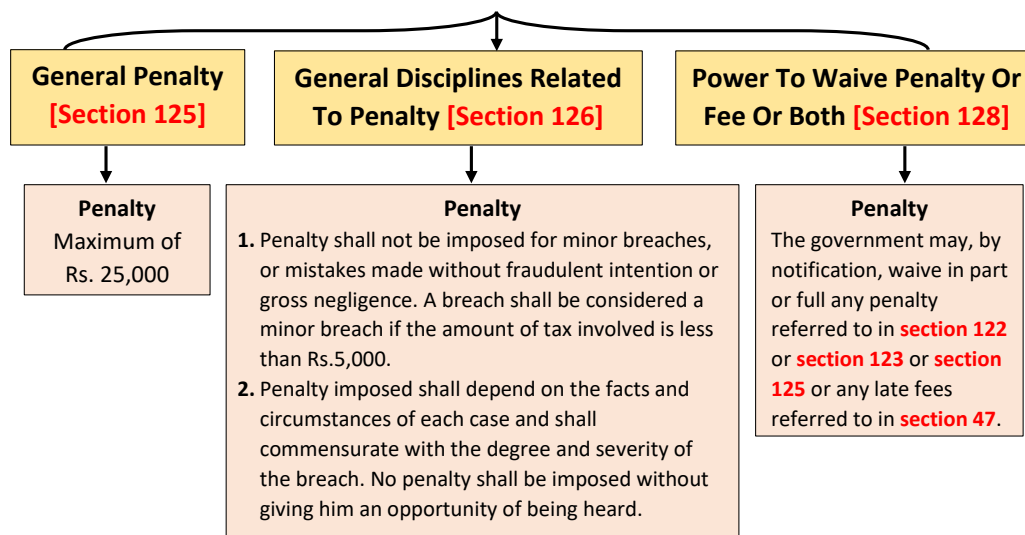 General Penalty
[Section 125]
Penalty
Maximum of
Rs. 25,000
General Disciplines Related
To Penalty [Section 126]
Penalty
1. Penalty shall not be imposed for minor breaches,
or mistakes made without fraudulent intention or
gross negligence. A breach shall be considered a
minor breach if the amount of tax involved is less
than Rs.5,000.
2. Penalty imposed shall depend on the facts and
circumstances of each case and shall
commensurate with the degree and severity of
the breach. No penalty shall be imposed without
giving him an opportunity of being heard.
Power To Waive Penalty Or
Fee Or Both [Section 128]
Penalty
The government may, by
notification, waive in part
or full any penalty
referred to in section 122
or section 123 or section
125 or any late fees
referred to in section 47.